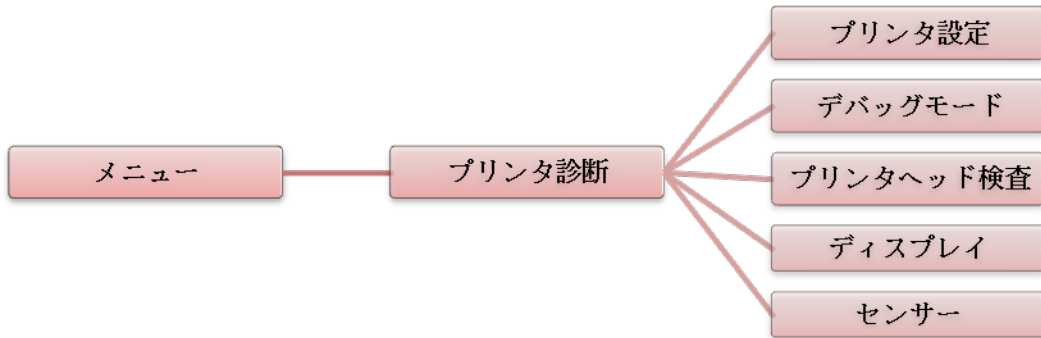 メニュー
プリンタ診断
プリンタ設定
デバッグモード
プリンタヘッド検査
ディスプレイ
センサー